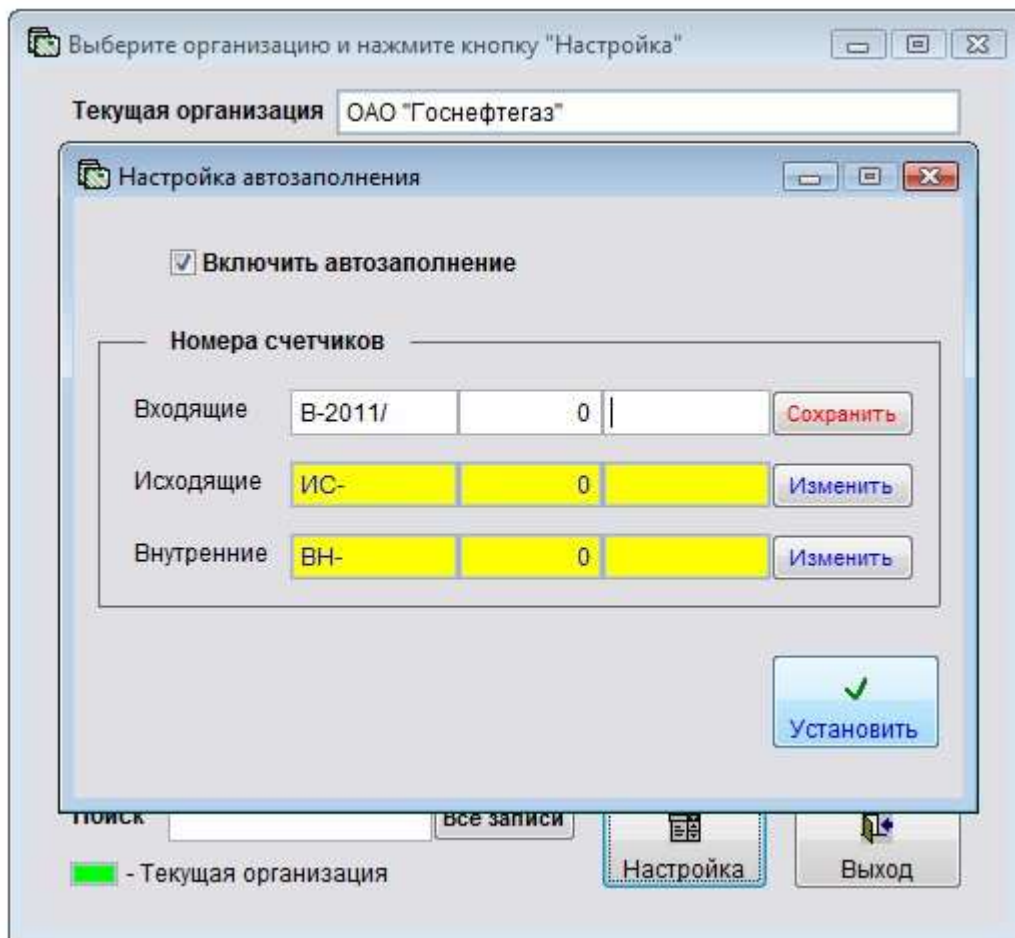 Выберите организацию и нажмите кнопку "Настройка"
Текущая организация ОАО "Госнефтегаз"
Настройка автозаполнения
Включить автозаполнение
Номера счетчиков
Входящие В-2011/ 0 Сохранить
Исходящие ИС- 0 Изменить
Внутренние ВН- 0 Изменить
Установить
Поиск Все записи
Настройка Выход
- Текущая организация